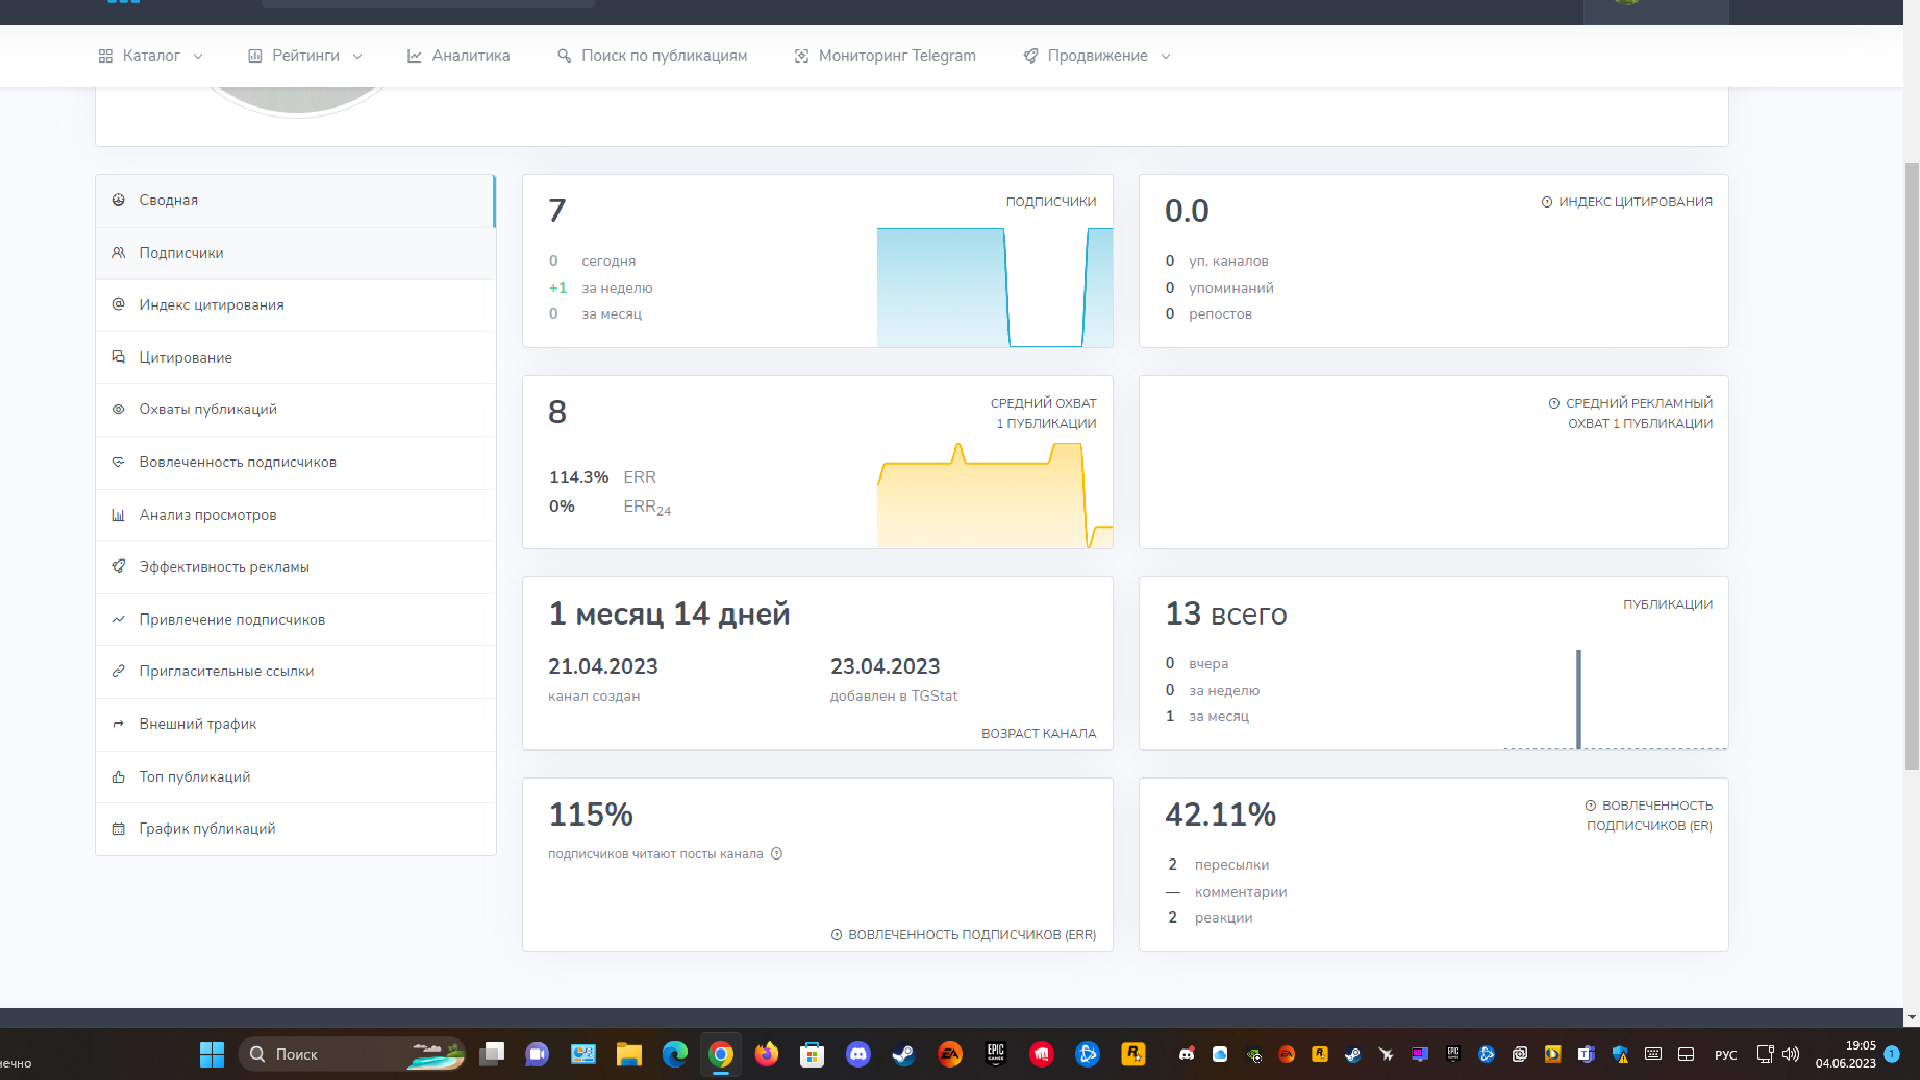 Каталог
Рейтинги
Аналитика
Поиск по публикациям
Мониторинг Telegram
Продвижение
Сводная
Подписчики
Индекс цитирования
Цитирование
Охваты публикаций
Вовлеченность подписчиков
Анализ просмотров
Эффективность рекламы
Привлечение подписчиков
Пригласительные ссылки
Внешний трафик
Топ публикаций
График публикаций
7
ПОДПИСЧИКИ
0 сегодня
+1 за неделю
0 за месяц
0.0
ИНДЕКС ЦИТИРОВАНИЯ
0 уп. каналов
0 упоминаний
0 репостов
8
СРЕДНИЙ ОХВАТ
1 ПУБЛИКАЦИИ
114.3% ERR
0% ERR24
СРЕДНИЙ РЕКЛАМНЫЙ
ОХВАТ 1 ПУБЛИКАЦИИ
1 месяц 14 дней
21.04.2023
канал создан
23.04.2023
добавлен в TGStat
ВОЗРАСТ КАНАЛА
13 всего
ПУБЛИКАЦИИ
0 вчера
0 за неделю
1 за месяц
115%
подписчиков читают посты канала
ВОВЛЕЧЕННОСТЬ ПОДПИСЧИКОВ (ERR)
42.11%
ВОВЛЕЧЕННОСТЬ
ПОДПИСЧИКОВ (ER)
2 пересылки
— комментарии
2 реакции
нечно
Поиск
EPIC
GAMES
РУС
19:05
04.06.2023
1